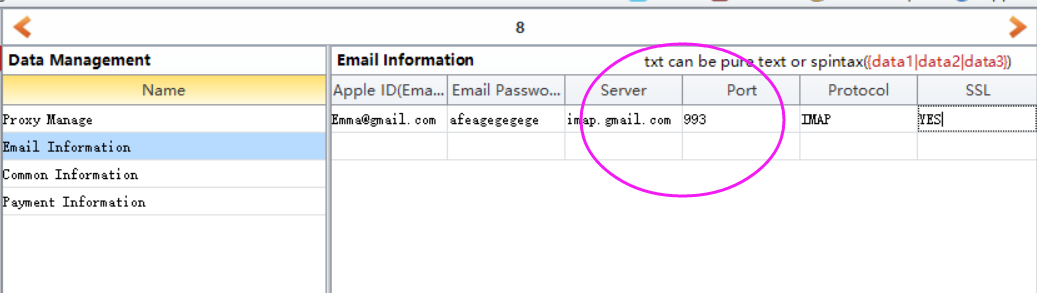 8
Data Management
Email Information
txt can be pure text or spintax({data1|data2|data3})
Name
Apple ID(Ema... Email Passwo... Server Port Protocol SSL
Proxy Manage
Emma@gmail.com afeagegegege imap.gmail.com 993 IMAP YES
Email Information
Common Information
Payment Information